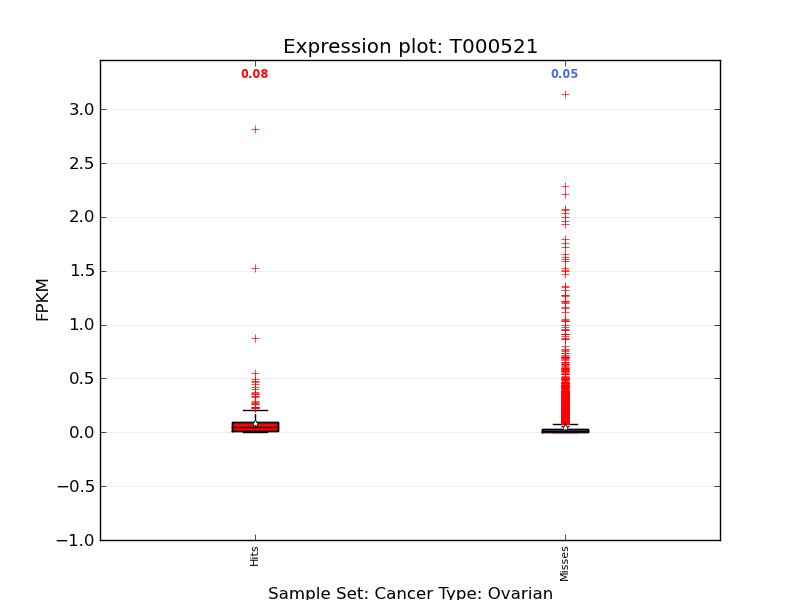 Expression plot: T000521
0.08
0.05
3.0
2.5
2.0
1.5
1.0
0.5
0.0
−0.5
−1.0
FPKM
Hits
Misses
Sample Set: Cancer Type: Ovarian